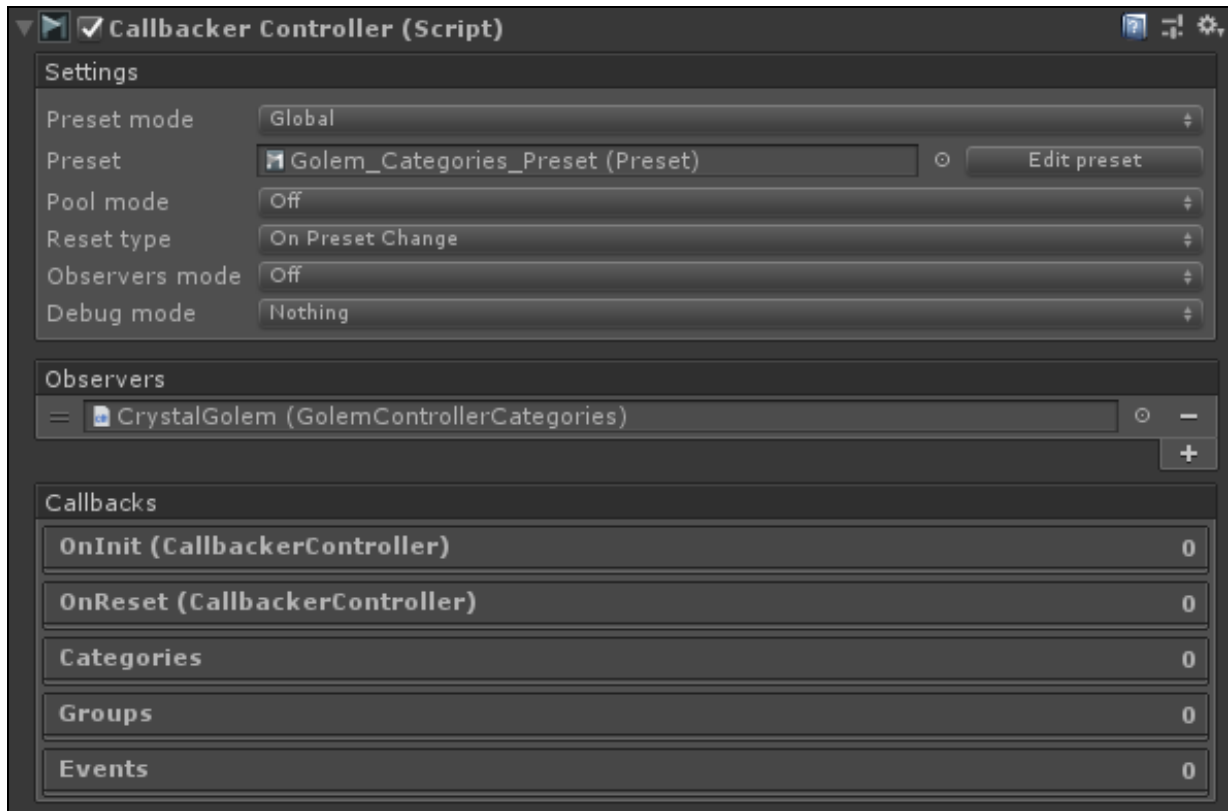 Callbacker Controller (Script)
Settings
Preset mode Global
Preset Golem_Categories_Preset (Preset) Edit preset
Pool mode Off
Reset type On Preset Change
Observers mode Off
Debug mode Nothing
Observers
CrystalGolem (GolemControllerCategories)
Callbacks
OnInit (CallbackerController) 0
OnReset (CallbackerController) 0
Categories 0
Groups 0
Events 0